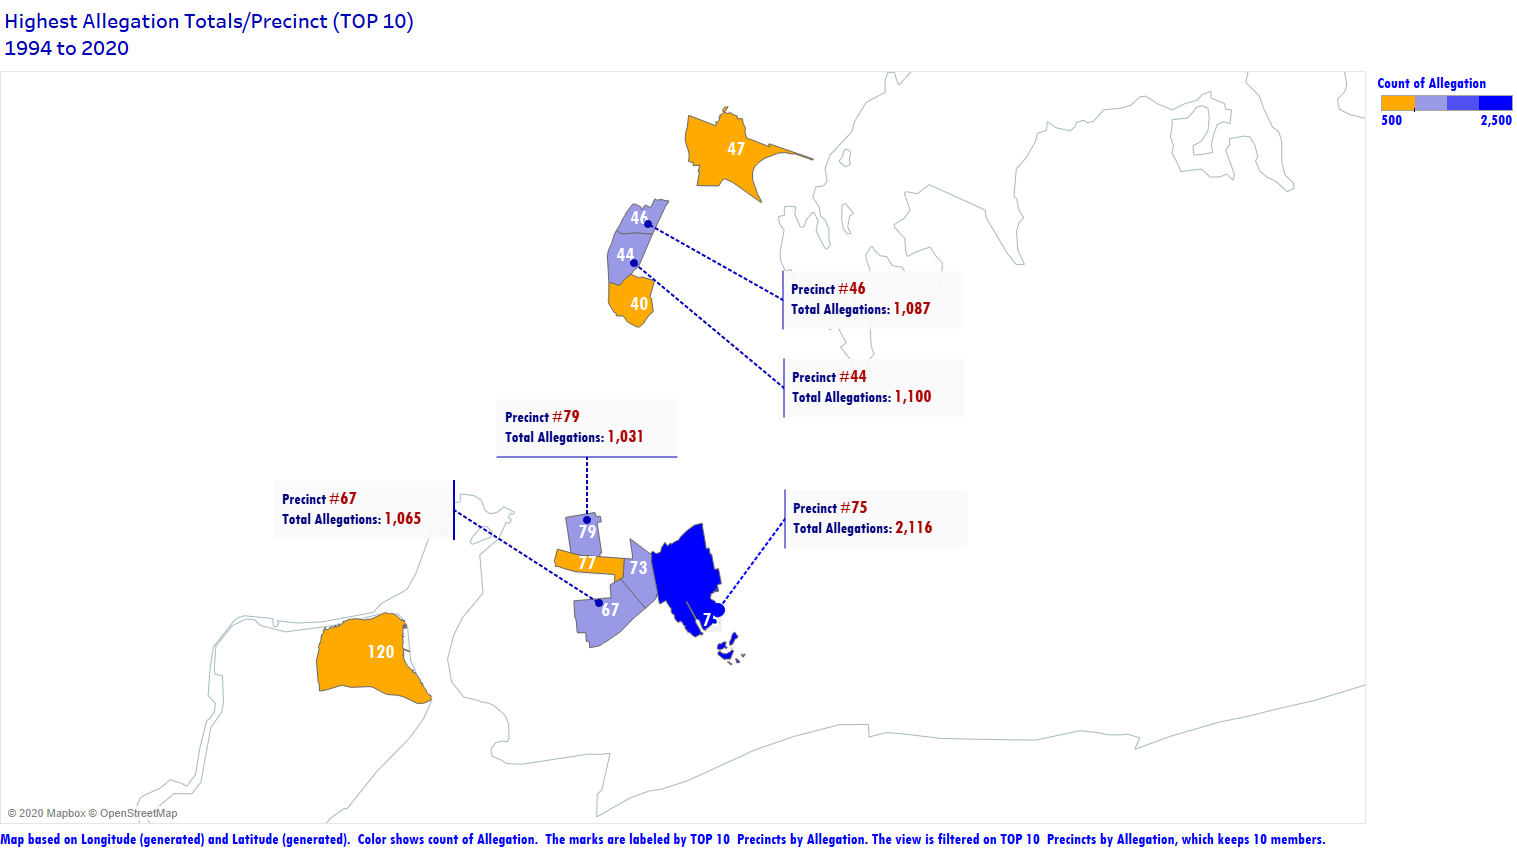 Highest Allegation Totals/Precinct (TOP 10)
1994 to 2020
Count of Allegation
500 2,500
47
46
44
40
Precinct #46
Total Allegations: 1,087
Precinct #44
Total Allegations: 1,100
Precinct #79
Total Allegations: 1,031
Precinct #67
Total Allegations: 1,065
Precinct #75
Total Allegations: 2,116
79
77
73
67
7
120
© 2020 Mapbox © OpenStreetMap
Map based on Longitude (generated) and Latitude (generated).  Color shows count of Allegation.  The marks are labeled by TOP 10  Precincts by Allegation. The view is filtered on TOP 10  Precincts by Allegation, which keeps 10 members.